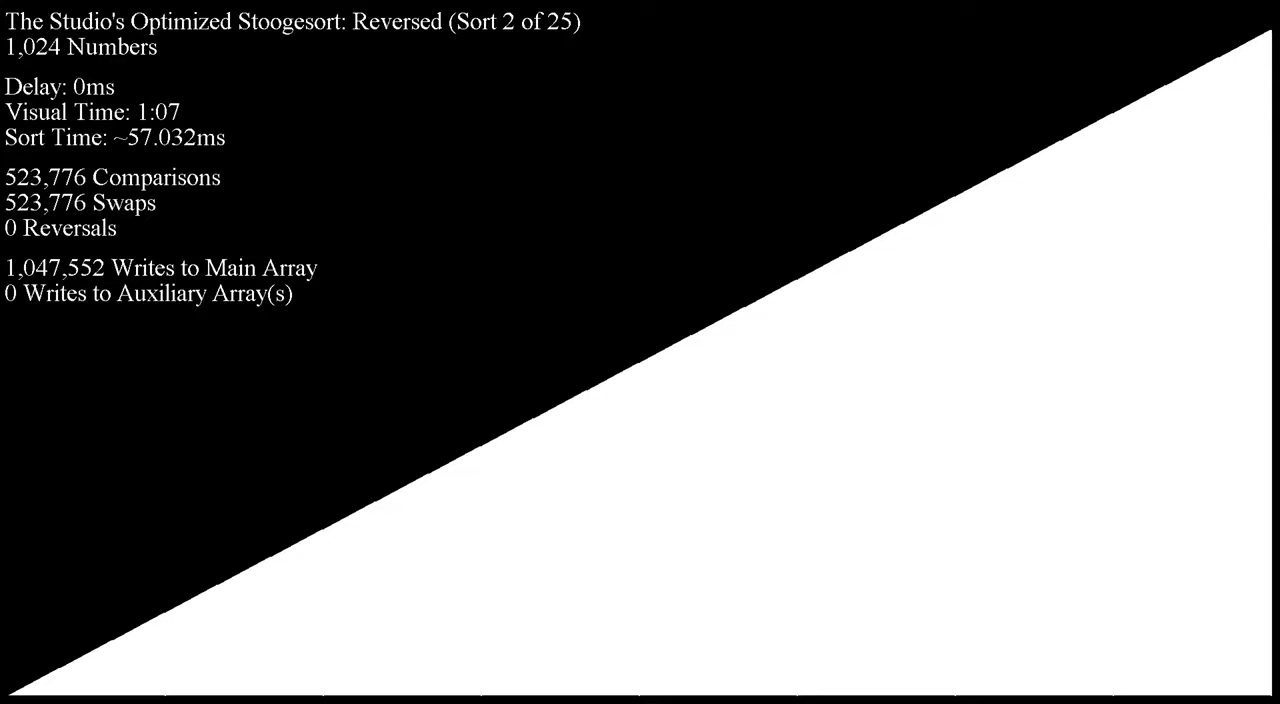 The Studio's Optimized Stoogesort: Reversed (Sort 2 of 25)
1,024 Numbers
Delay: 0ms
Visual Time: 1:07
Sort Time: ~57.032ms
523,776 Comparisons
523,776 Swaps
0 Reversals
1,047,552 Writes to Main Array
0 Writes to Auxiliary Array(s)